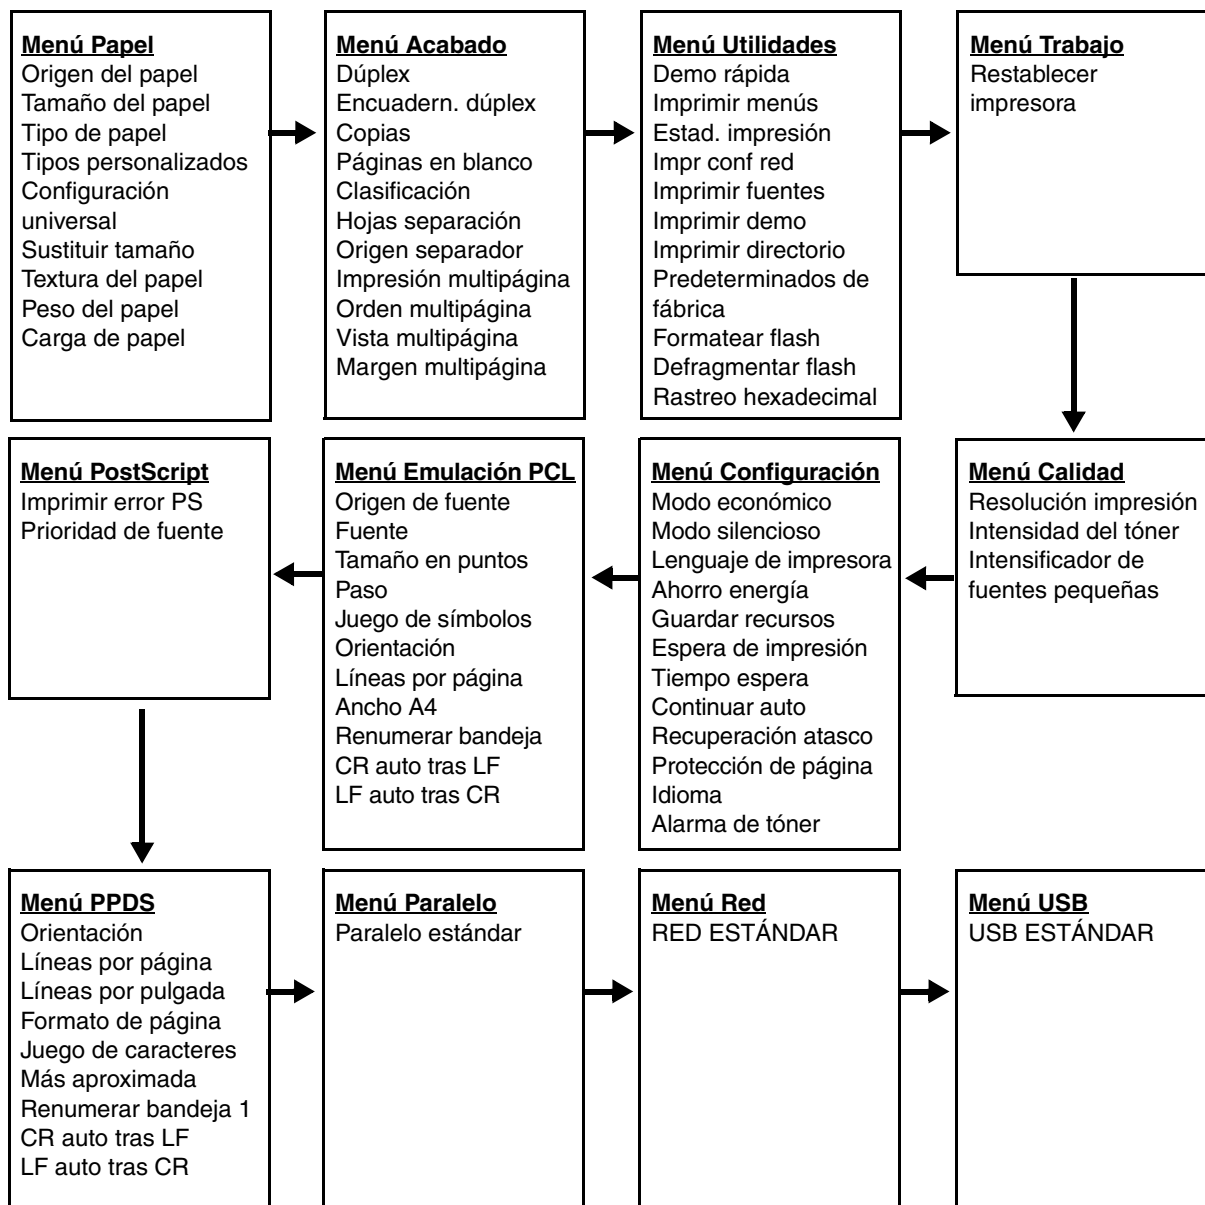 Menú Papel
Origen del papel
Tamaño del papel
Tipo de papel
Tipos personalizados
Configuración
universal
Sustituir tamaño
Textura del papel
Peso del papel
Carga de papel
Menú Acabado
Dúplex
Encuadern. dúplex
Copias
Páginas en blanco
Clasificación
Hojas separación
Origen separador
Impresión multipágina
Orden multipágina
Vista multipágina
Margen multipágina
Menú Utilidades
Demo rápida
Imprimir menús
Estad. impresión
Impr conf red
Imprimir fuentes
Imprimir demo
Imprimir directorio
Predeterminados de
fábrica
Formatear flash
Defragmentar flash
Rastreo hexadecimal
Menú Trabajo
Restablecer
impresora
Menú Calidad
Resolución impresión
Intensidad del tóner
Intensificador de
fuentes pequeñas
Menú Configuración
Modo económico
Modo silencioso
Lenguaje de impresora
Ahorro energía
Guardar recursos
Espera de impresión
Tiempo espera
Continuar auto
Recuperación atasco
Protección de página
Idioma
Alarma de tóner
Menú Emulación PCL
Origen de fuente
Fuente
Tamaño en puntos
Paso
Juego de símbolos
Orientación
Líneas por página
Ancho A4
Renumerar bandeja
CR auto tras LF
LF auto tras CR
Menú PostScript
Imprimir error PS
Prioridad de fuente
Menú PPDS
Orientación
Líneas por página
Líneas por pulgada
Formato de página
Juego de caracteres
Más aproximada
Renumerar bandeja 1
CR auto tras LF
LF auto tras CR
Menú Paralelo
Paralelo estándar
Menú Red
RED ESTÁNDAR
Menú USB
USB ESTÁNDAR